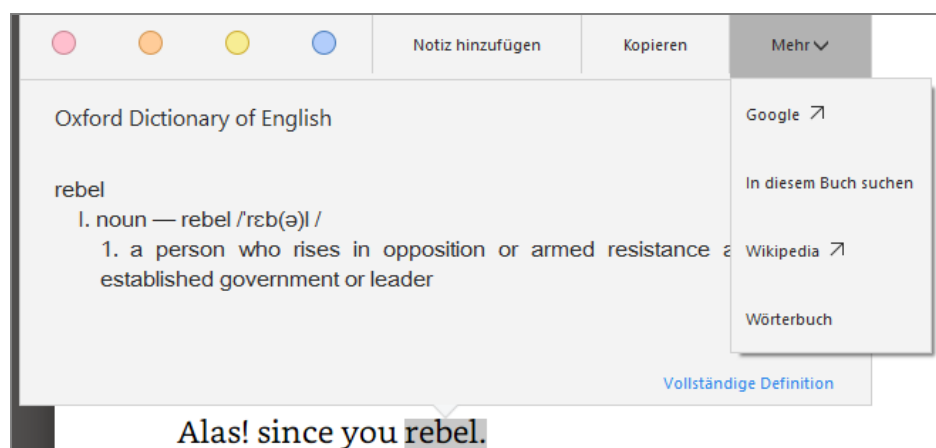 Notiz hinzufügen
Kopieren
Mehr
Oxford Dictionary of English
rebel
I. noun — rebel /ˈrɛb(ə)l /
1. a person who rises in opposition or armed resistance
established government or leader
Google
In diesem Buch suchen
Wikipedia
Wörterbuch
Vollständige Definition
Alas! since you rebel.